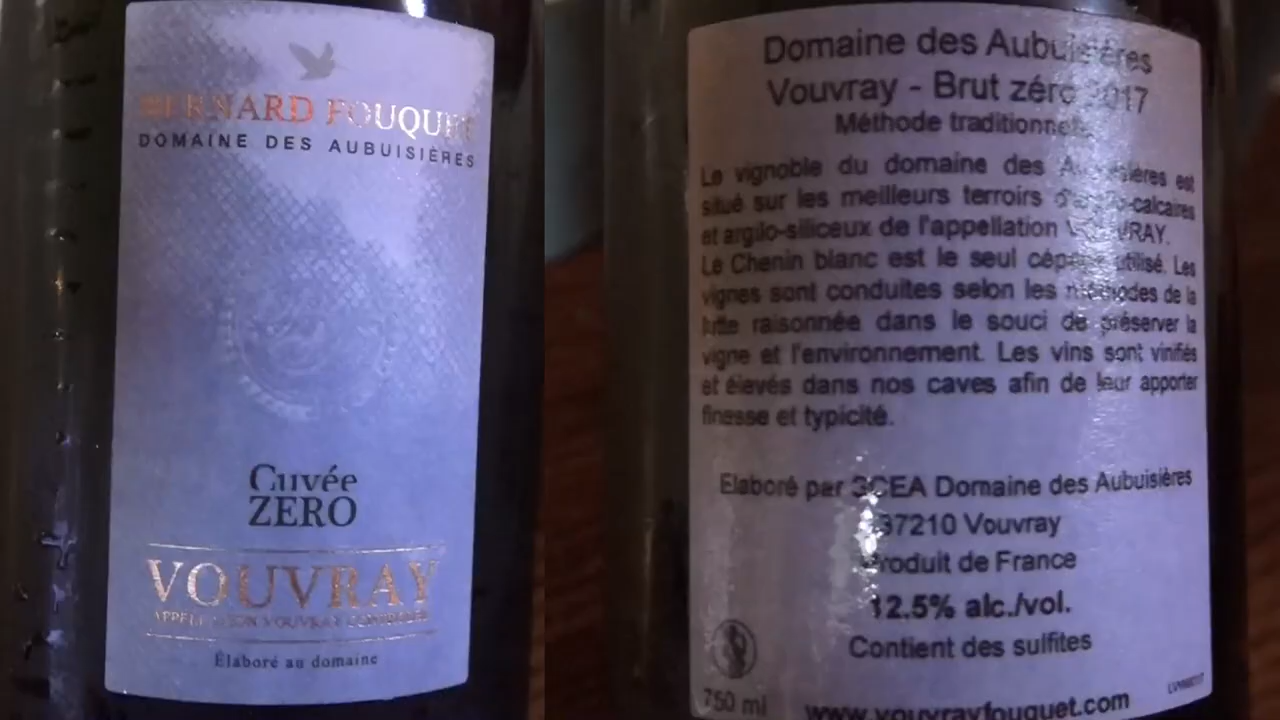 BERNARD FOUQUET
DOMAINE DES AUBUISIÈRES
Cuvée
ZERO
VOUVRAY
APPELLATION VOUVRAY CONTRÔLÉE
Élaboré au domaine
Domaine des Aubuisières
Vouvray - Brut zéro 2017
Méthode traditionnelle
Le vignoble du domaine des Aubuisières est
situé sur les meilleurs terroirs d'argilo-calcaires
et argilo-siliceux de l'appellation VOUVRAY.
Le Chenin blanc est le seul cépage utilisé. Les
vignes sont conduites selon les méthodes de la
lutte raisonnée dans le souci de préserver la
vigne et l'environnement. Les vins sont vinifiés
et élevés dans nos caves afin de leur apporter
finesse et typicité.
Elaboré par SCEA Domaine des Aubuisières
37210 Vouvray
Produit de France
12.5% alc./vol.
Contient des sulfites
750 ml
www.vouvrayfouquet.com